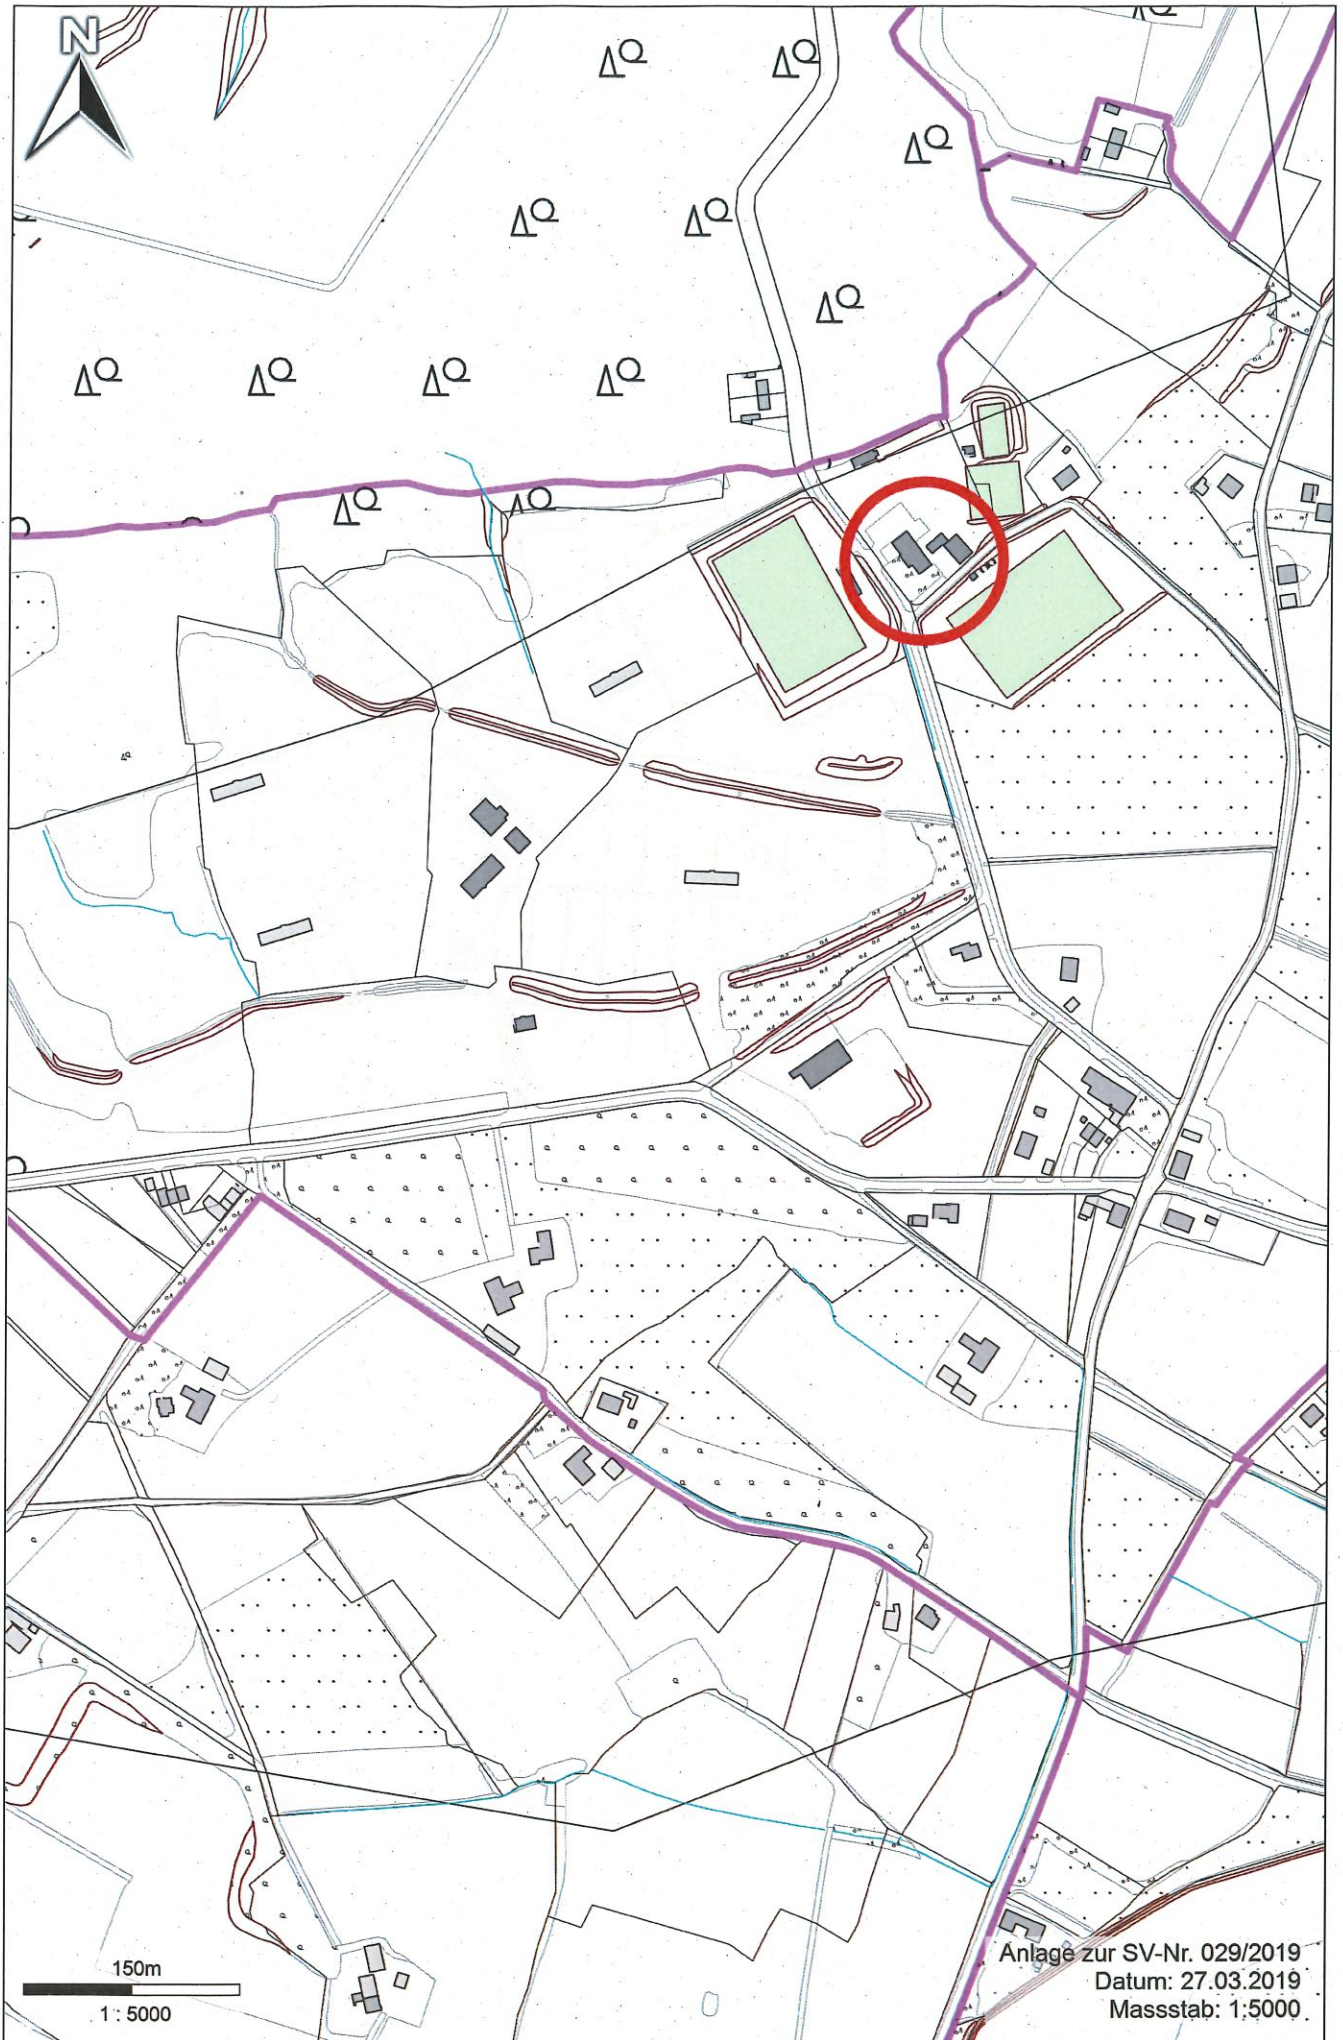 N
150m
1 : 5000
Anlage zur SV-Nr. 029/2019
Datum: 27.03.2019
Massstab: 1:5000